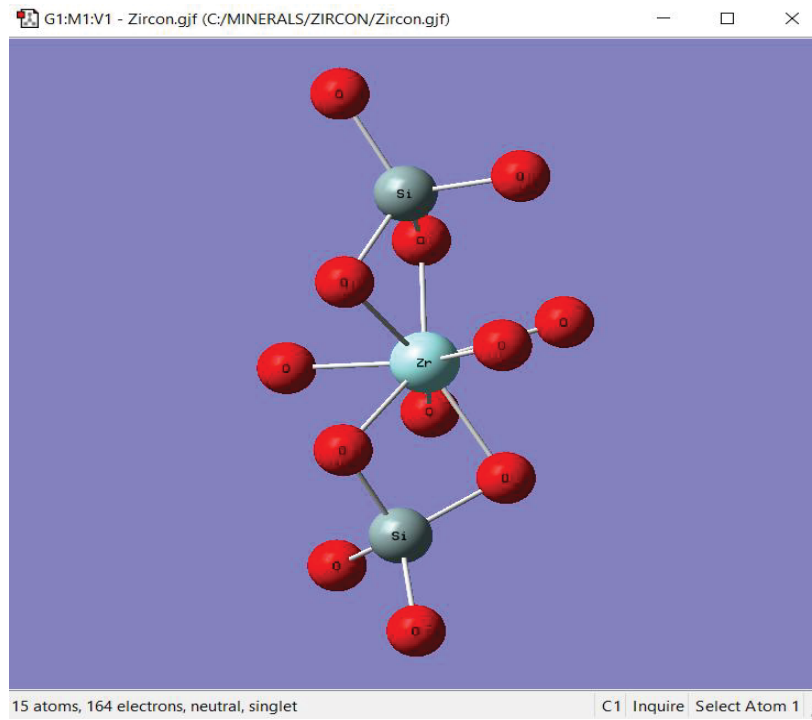 G1:M1:V1 - Zircon.gjf (C:/MINERALS/ZIRCON/Zircon.gjf)
O
Si
O
O
O
O
O
O
Zr
O
O
O
Si
O
O
15 atoms, 164 electrons, neutral, singlet
C1 Inquire Select Atom 1